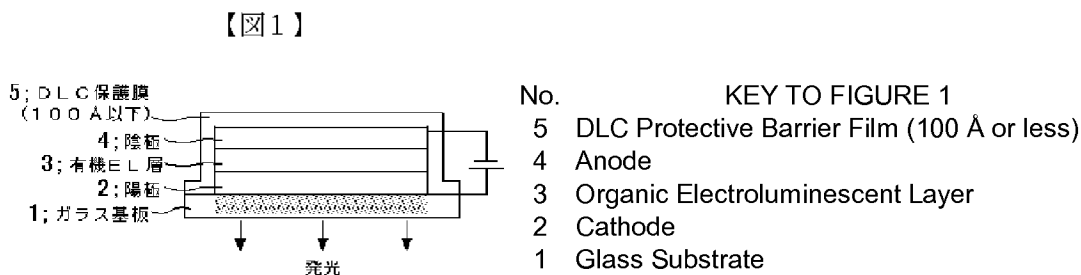 【図1】
5;DLC保護膜
(100Å以下)
4;陰極
3;有機EL層
2;陽極
1;ガラス基板
発光
No. KEY TO FIGURE 1
5 DLC Protective Barrier Film (100 Å or less)
4 Anode
3 Organic Electroluminescent Layer
2 Cathode
1 Glass Substrate